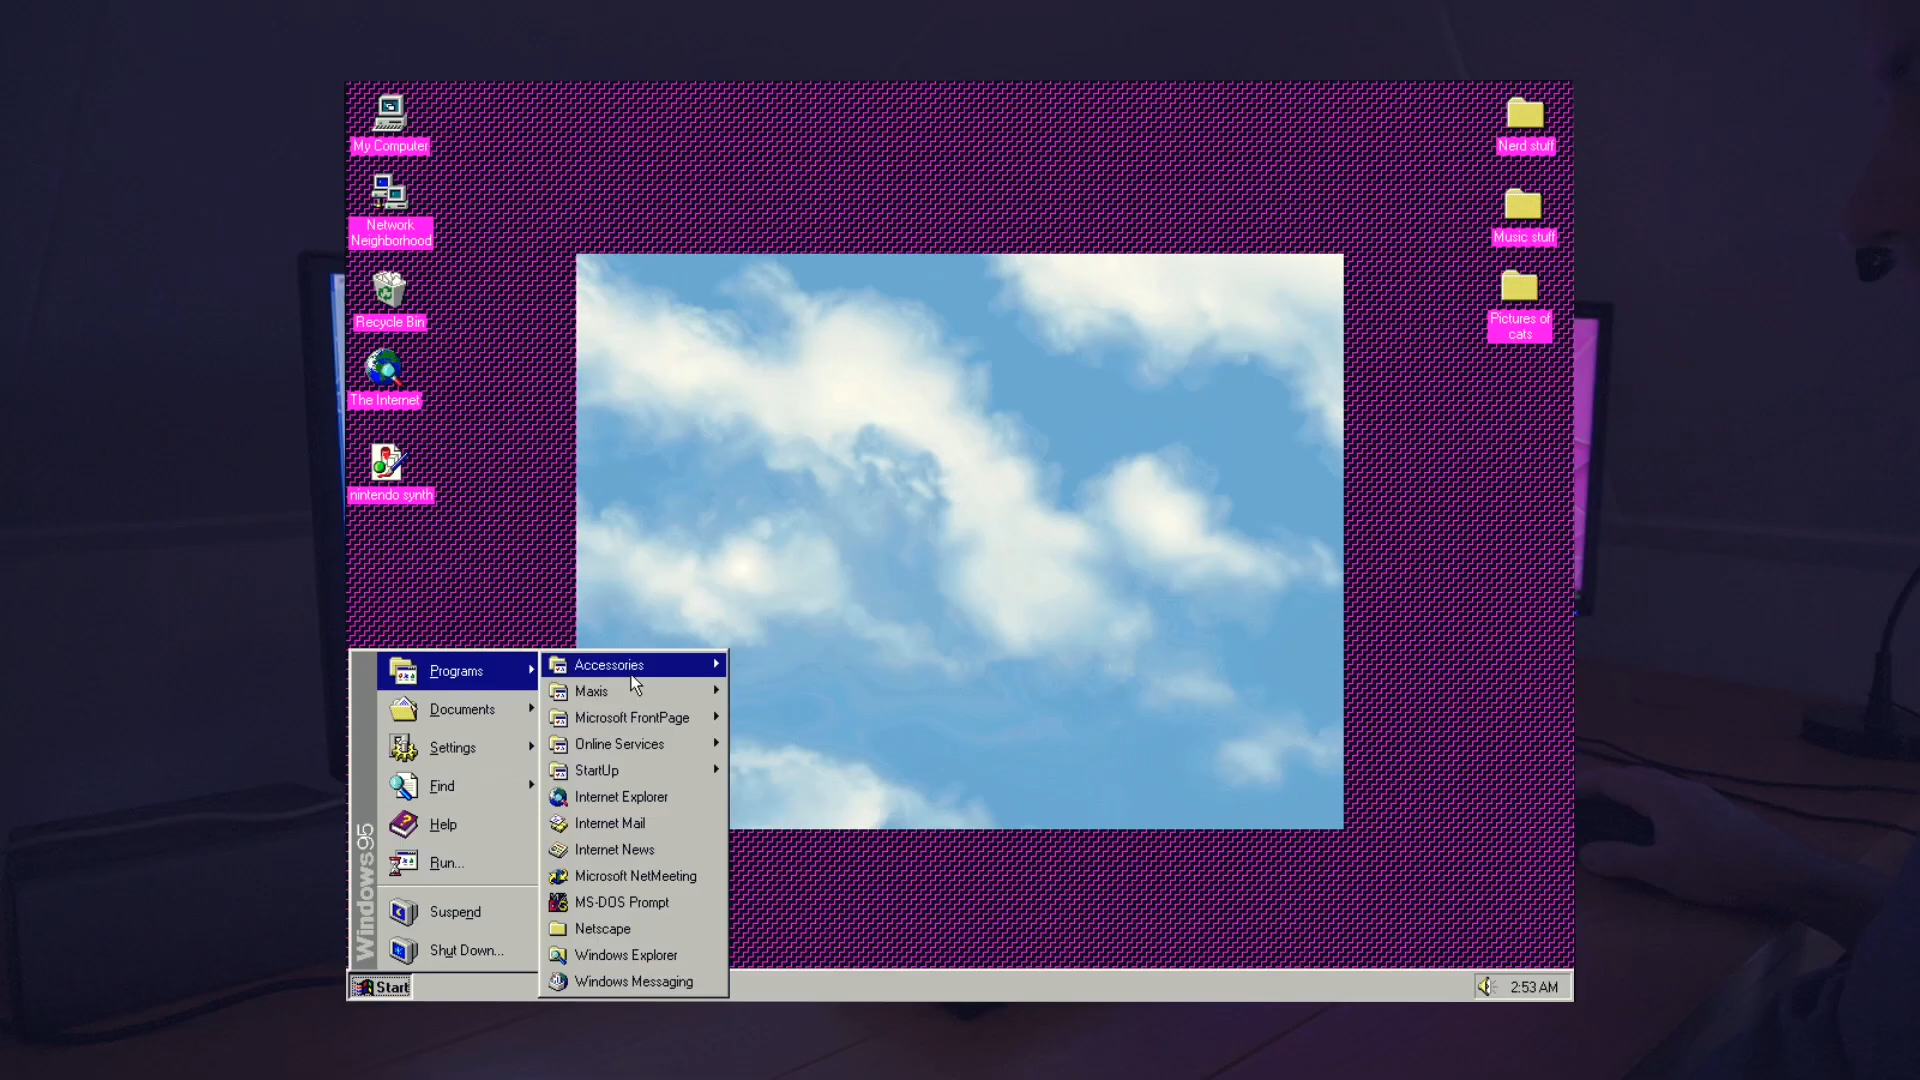 My Computer
Network
Neighborhood
Recycle Bin
The Internet
nintendo synth
Nerd stuff
Music stuff
Pictures of
cats
Programs
Documents
Settings
Find
Help
Run...
Suspend
Shut Down...
Windows95
Accessories
Maxis
Microsoft FrontPage
Online Services
StartUp
Internet Explorer
Internet Mail
Internet News
Microsoft NetMeeting
MS-DOS Prompt
Netscape
Windows Explorer
Windows Messaging
Start
2:53 AM